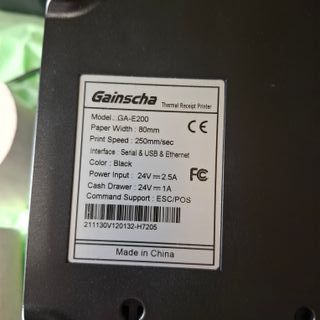 Gainscha Thermal Receipt Printer
Model : GA-E200
Paper Width : 80mm
Print Speed : 250mm/sec
Interface : Serial & USB & Ethernet
Color : Black
Power Input : 24V⎓2.5A
Cash Drawer : 24V⎓1A
Command Support : ESC/POS
CE
FC
211130V120132-H7205
Made in China